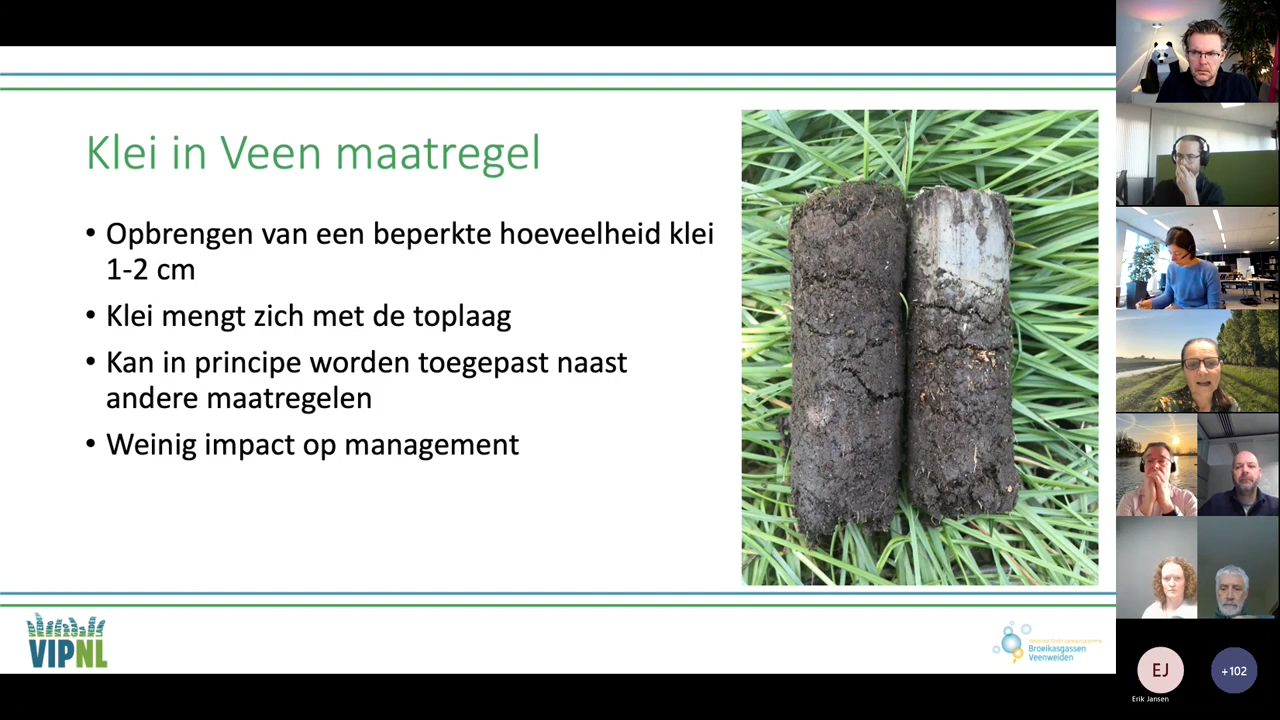 Klei in Veen maatregel
• Opbrengen van een beperkte hoeveelheid klei
1-2 cm
• Klei mengt zich met de toplaag
• Kan in principe worden toegepast naast
andere maatregelen
• Weinig impact op management
VIPNL
Broeikasgassen
Veenweiden
EJ
+102
Erik Jansen